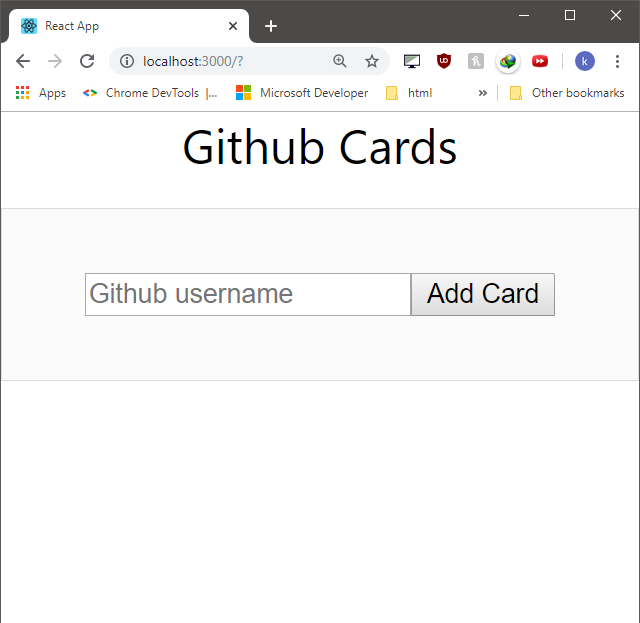 React App
localhost:3000/?
Apps Chrome DevTools |... Microsoft Developer html » Other bookmarks
k
Github Cards
Github username Add Card